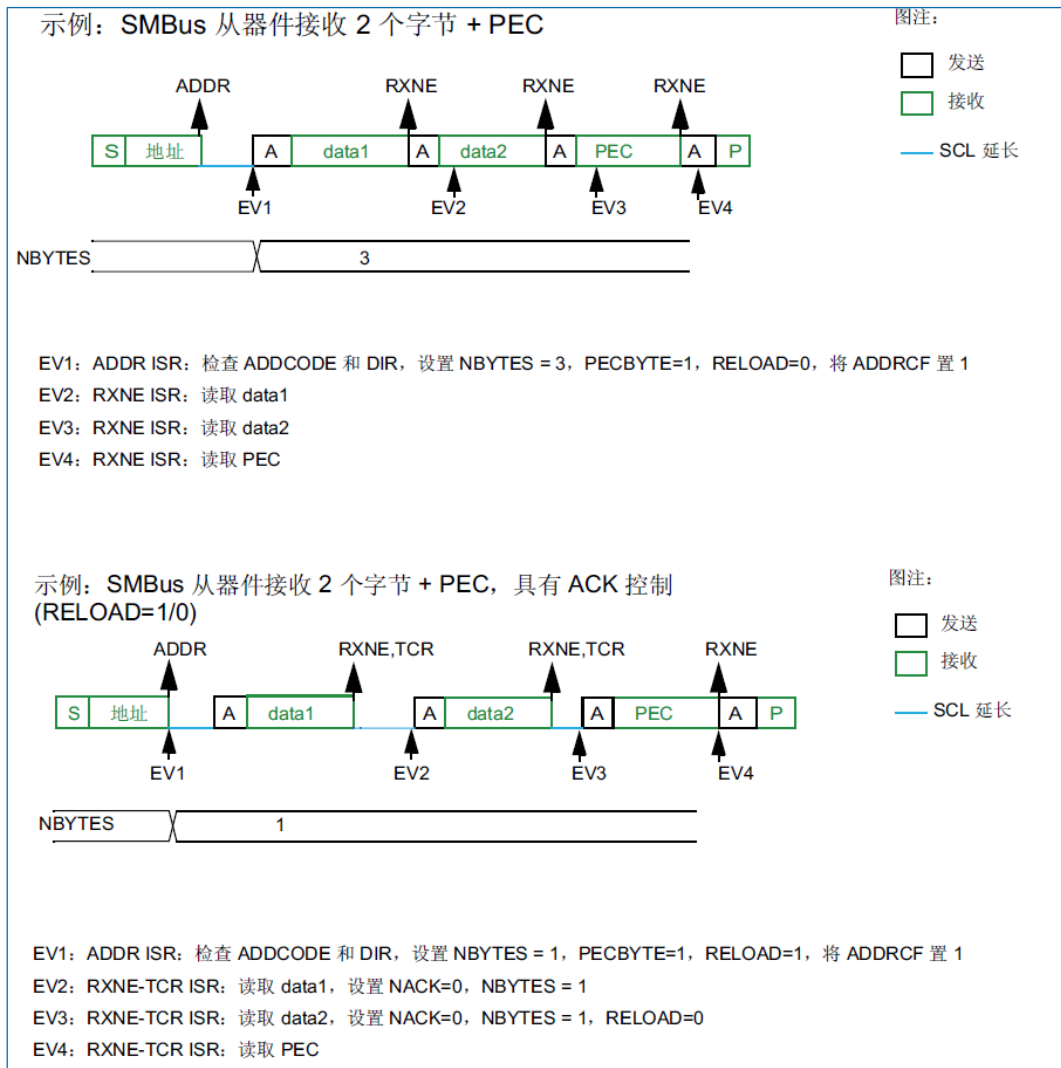 示例：SMBus 从器件接收 2 个字节 + PEC
图注：
发送
接收
SCL 延长
ADDR RXNE RXNE RXNE
S 地址 A data1 A data2 A PEC A P
EV1 EV2 EV3 EV4
NBYTES 3
EV1：ADDR ISR：检查 ADDCODE 和 DIR，设置 NBYTES = 3，PECBYTE=1，RELOAD=0，将 ADDRCF 置 1
EV2：RXNE ISR：读取 data1
EV3：RXNE ISR：读取 data2
EV4：RXNE ISR：读取 PEC
示例：SMBus 从器件接收 2 个字节 + PEC，具有 ACK 控制
(RELOAD=1/0)
图注：
发送
接收
SCL 延长
ADDR RXNE,TCR RXNE,TCR RXNE
S 地址 A data1 A data2 A PEC A P
EV1 EV2 EV3 EV4
NBYTES 1
EV1：ADDR ISR：检查 ADDCODE 和 DIR，设置 NBYTES = 1，PECBYTE=1，RELOAD=1，将 ADDRCF 置 1
EV2：RXNE-TCR ISR：读取 data1，设置 NACK=0，NBYTES = 1
EV3：RXNE-TCR ISR：读取 data2，设置 NACK=0，NBYTES = 1，RELOAD=0
EV4：RXNE-TCR ISR：读取 PEC